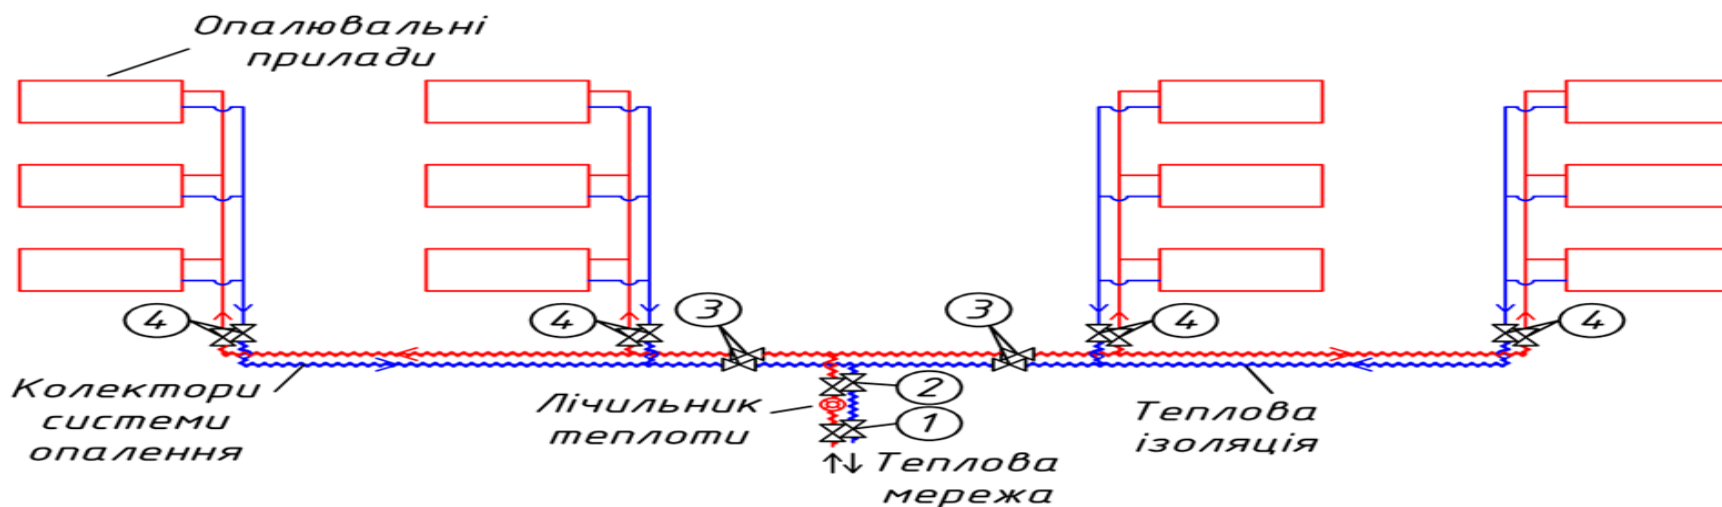 Опалювальні
прилади
4
4
3
3
4
4
Колектори
системи
опалення
Лічильник
теплоти
2
1
Теплова
ізоляція
Теплова
мережа